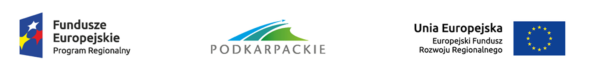 Fundusze
Europejskie
Program Regionalny
PODKARPACKIE
Unia Europejska
Europejski Fundusz
Rozwoju Regionalnego